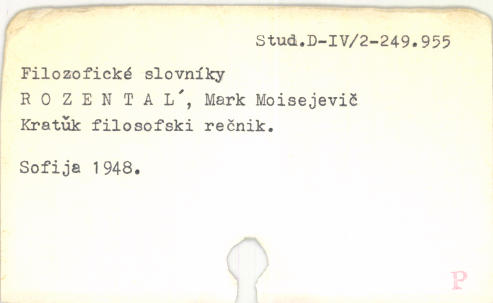 Stud.D-IV/2-249.955
Filozofické slovníky
R O Z E N T A L´, Mark Moisejevič
Kratŭk filosofski rečnik.
Sofija 1948.
P